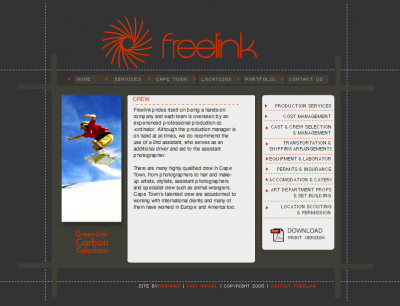 freelink
HOME
SERVICES
CAPE TOWN
LOCATIONS
PORTFOLIO
CONTACT US
CREW
Freelink prides itself on being a hands-on
company and each team is overseen by an
experienced professional production co
-ordinator. Although the production manager is
on hand at all times, we do recommend the
use of a 2nd assistant, who serves as an
additional driver and aid to the assistant
photographer.
There are many highly qualified crew in Cape
Town, from photographers to hair and make-
up artists, stylists, assistant photographers
and specialist crew such as animal wranglers.
Cape Town's talented crew are accustomed to
working with international clients and many of
them have worked in Europe and America too.
PRODUCTION SERVICES
COST MANAGEMENT
CAST & CREW SELECTION
& MANAGEMENT
TRANSPORTATION &
SHIPPING ARRANGEMENTS
EQUIPMENT & LABORATOR
PERMITS & INSURANCE
ACCOMODATION & CATERI
ART DEPARTMENT PROPS
& SET BUILDING
LOCATION SCOUTING
& PERMISSION
DOWNLOAD
PRINT VERSION
Green-Link
Carbon
Calculator
SITE BY | | COPYRIGHT 2005 | CONTACT FREELINK